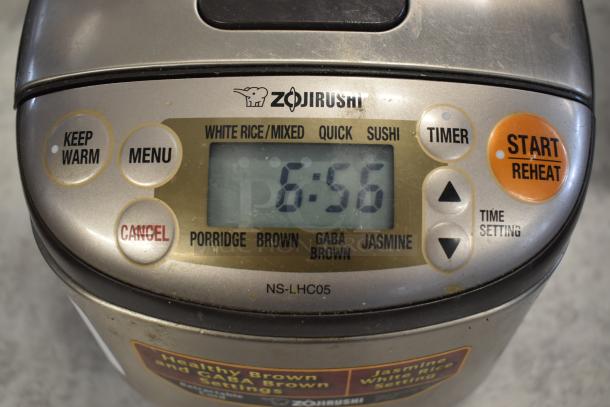 ZOJIRUSHI
KEEP WARM
MENU
WHITE RICE/MIXED QUICK SUSHI
TIMER
START
REHEAT
6:56
CANCEL
PORRIDGE BROWN GABA BROWN JASMINE
TIME SETTING
NS-LHC05
Healthy Brown
and GABA Brown
Settings
Jasmine
White Rice
Setting
ZOJIRUSHI